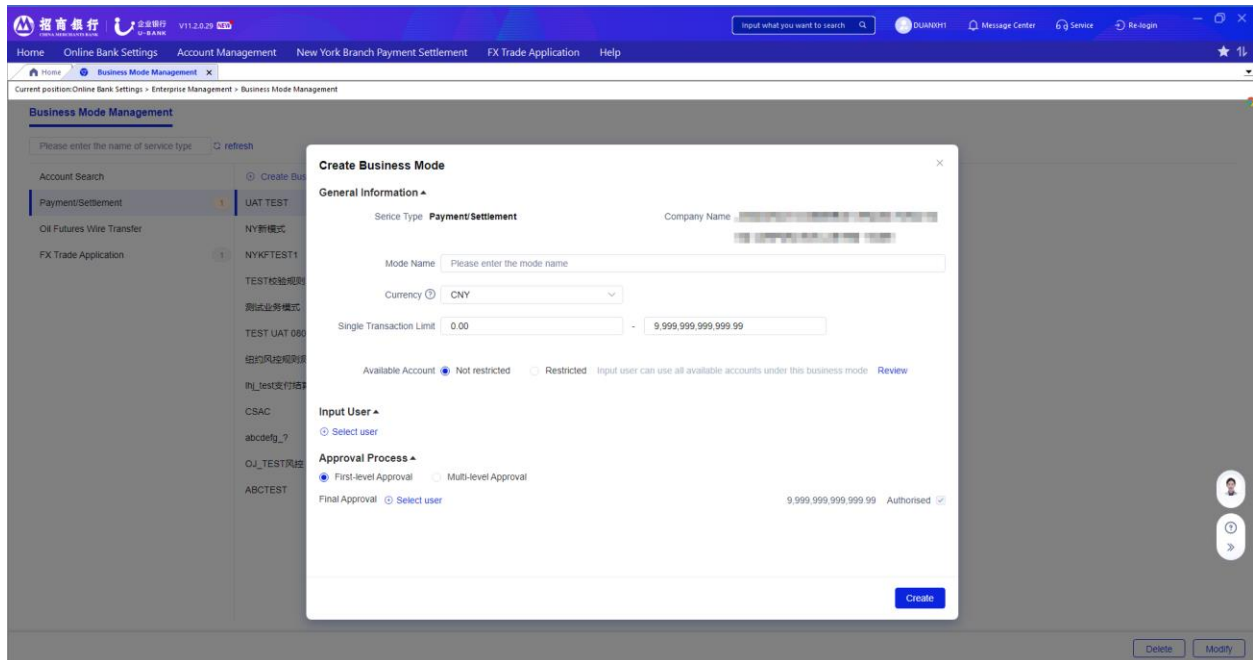 招商银行 CHINA MERCHANTS BANK 企业银行 U-BANK V11.2.0.29 NEW Input what you want to search DUANXH1 Message Center Service Re-login
Home Online Bank Settings Account Management New York Branch Payment Settlement FX Trade Application Help
Home Business Mode Management
Current position:Online Bank Settings > Enterprise Management > Business Mode Management
Business Mode Management
Please enter the name of service type refresh
Account Search
Payment/Settlement 1
Oil Futures Wire Transfer
FX Trade Application 1
Create Bus
UAT TEST
NY新模式
NYKFTEST1
TEST校验规则
测试业务模式
TEST UAT 080
纽约风控规则
lhj_test支付结
CSAC
abcdefg_?
OJ_TEST风控
ABCTEST
Create Business Mode
General Information
Serice Type Payment/Settlement Company Name
Mode Name Please enter the mode name
Currency CNY
Single Transaction Limit 0.00 - 9,999,999,999,999.99
Available Account Not restricted Restricted Input user can use all available accounts under this business mode Review
Input User
Select user
Approval Process
First-level Approval Multi-level Approval
Final Approval Select user 9,999,999,999,999.99 Authorised
Create
Delete Modify